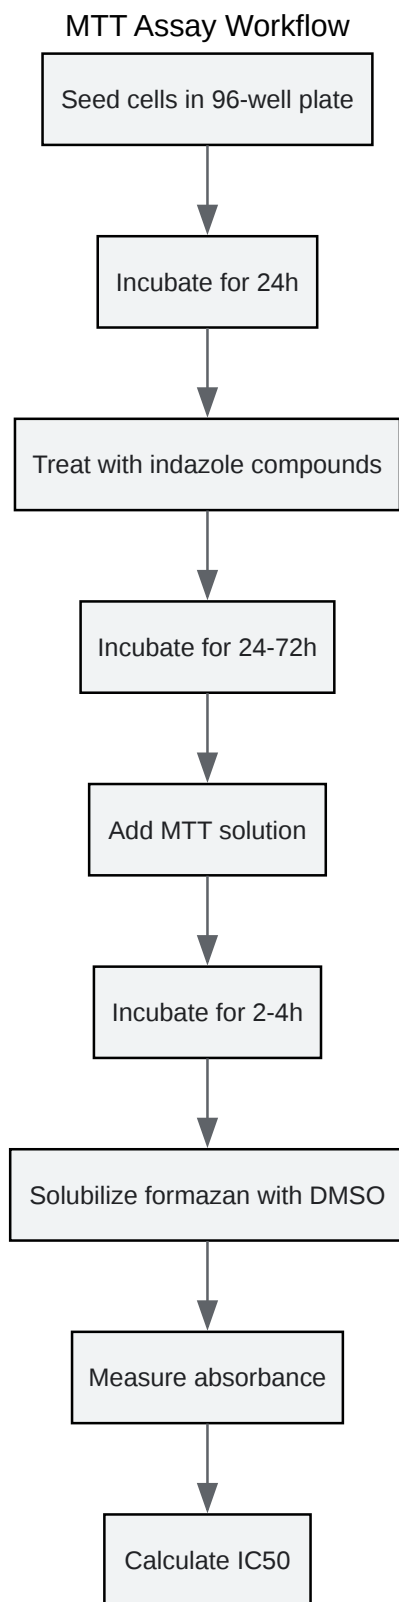 MTT Assay Workflow
Seed cells in 96-well plate
Incubate for 24h
Treat with indazole compounds
Incubate for 24-72h
Add MTT solution
Incubate for 2-4h
Solubilize formazan with DMSO
Measure absorbance
Calculate IC50